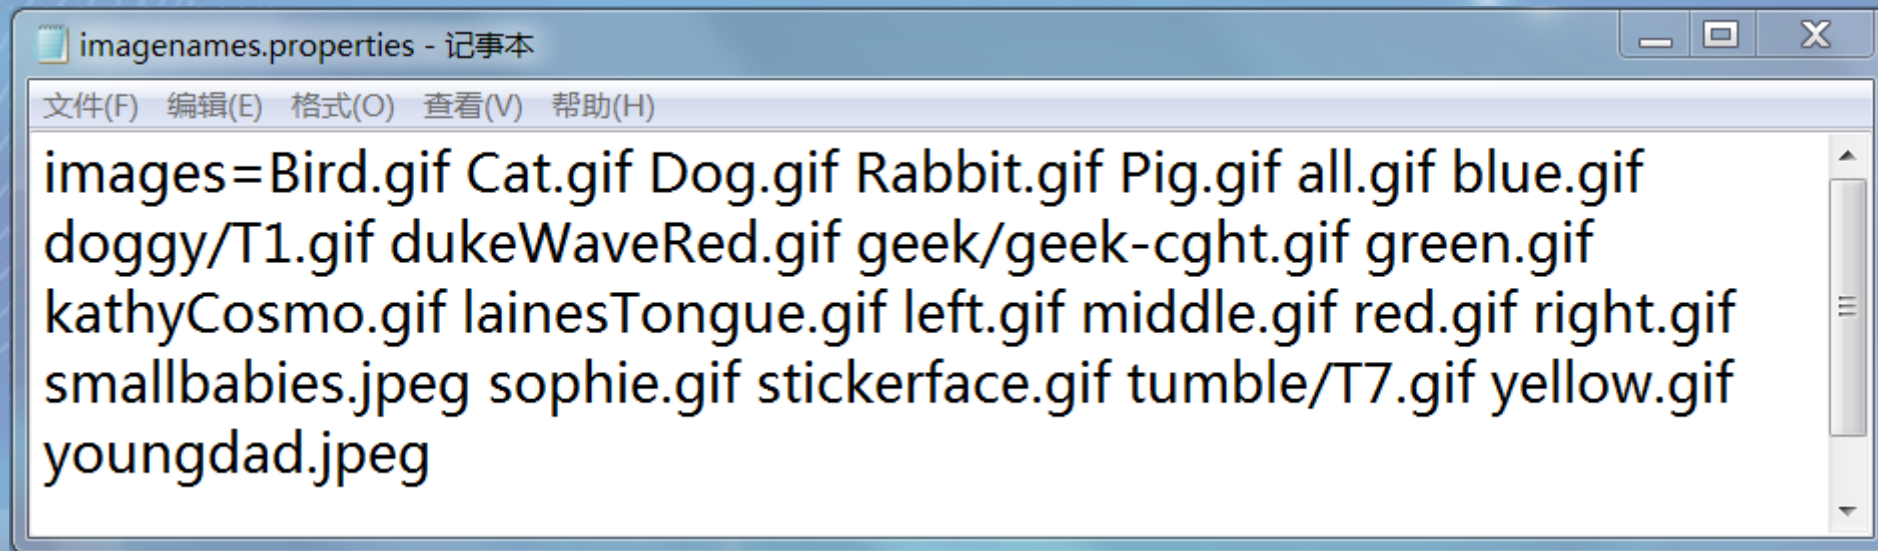 imagenames.properties - 记事本
文件(F) 编辑(E) 格式(O) 查看(V) 帮助(H)
images=Bird.gif Cat.gif Dog.gif Rabbit.gif Pig.gif all.gif blue.gif
doggy/T1.gif dukeWaveRed.gif geek/geek-cght.gif green.gif
kathyCosmo.gif lainesTongue.gif left.gif middle.gif red.gif right.gif
smallbabies.jpeg sophie.gif stickerface.gif tumble/T7.gif yellow.gif
youngdad.jpeg